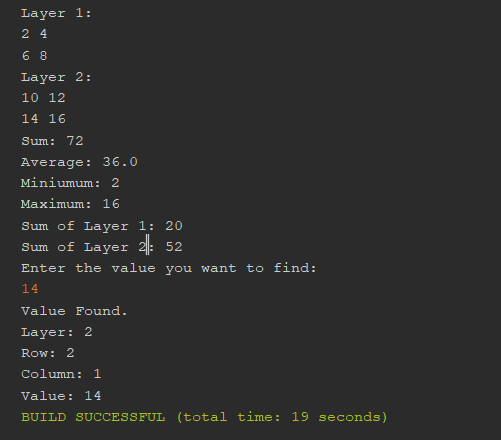 Layer 1:
2 4
6 8
Layer 2:
10 12
14 16
Sum: 72
Average: 36.0
Miniumum: 2
Maximum: 16
Sum of Layer 1: 20
Sum of Layer 2: 52
Enter the value you want to find:
14
Value Found.
Layer: 2
Row: 2
Column: 1
Value: 14
BUILD SUCCESSFUL (total time: 19 seconds)